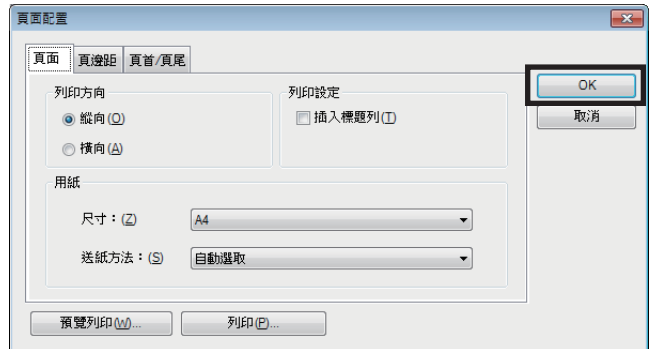 頁面配置
頁面 頁邊距 頁首/頁尾
列印方向
縱向(O)
橫向(A)
列印設定
插入標題列(T)
OK
取消
用紙
尺寸：(Z) A4
送紙方法：(S) 自動選取
預覽列印(W)... 列印(P)...